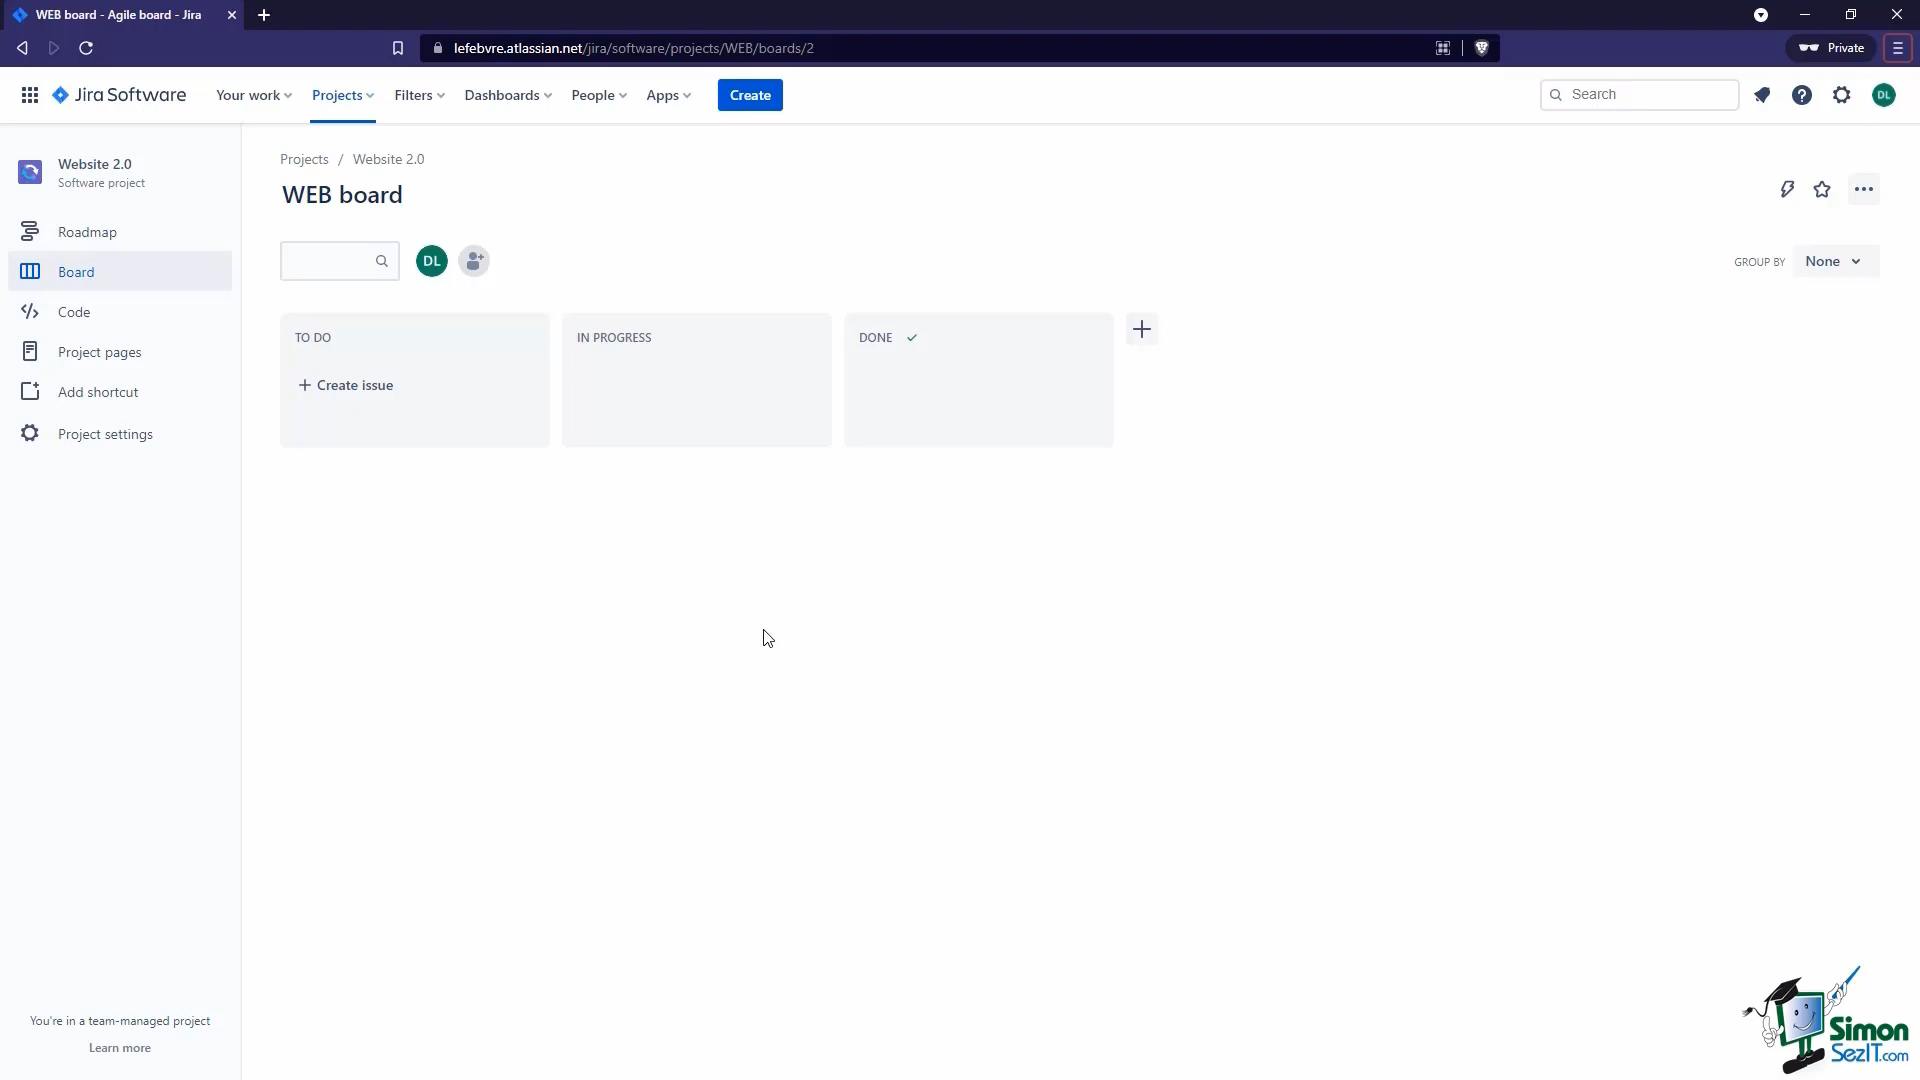 WEB board - Agile board - Jira
lefebvre.atlassian.net/jira/software/projects/WEB/boards/2
Private
Jira Software
Your work
Projects
Filters
Dashboards
People
Apps
Create
Search
DL
Website 2.0
Software project
Roadmap
Board
Code
Project pages
Add shortcut
Project settings
Projects / Website 2.0
WEB board
DL
GROUP BY None
TO DO
IN PROGRESS
DONE
+ Create issue
You're in a team-managed project
Learn more
Simon
SezIT.com